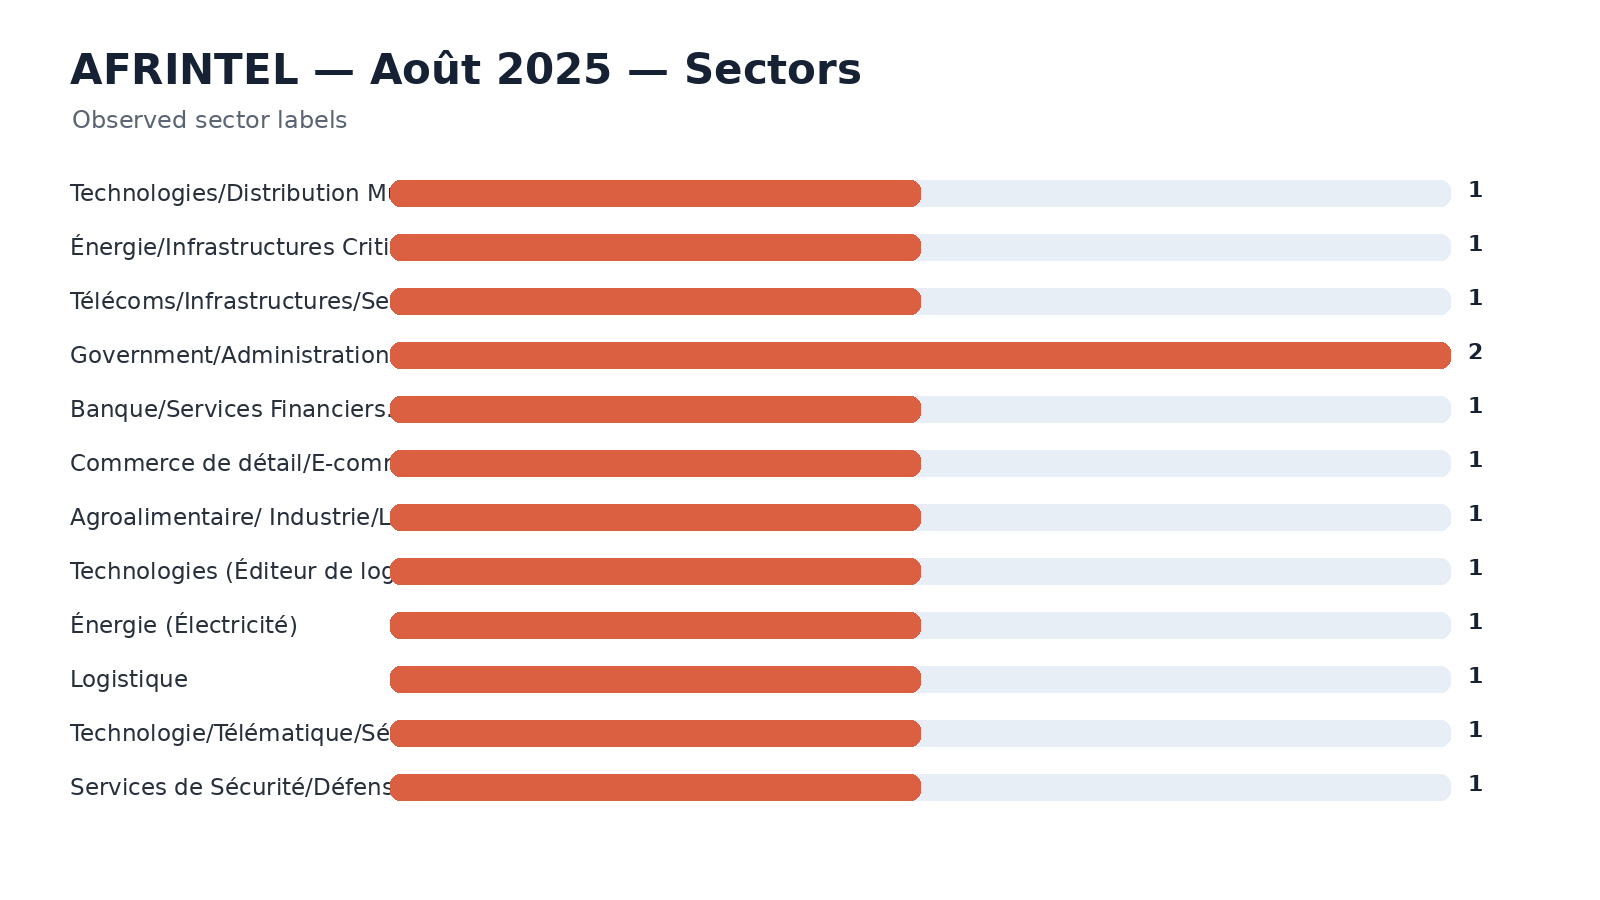 AFRINTEL — Août 2025 — Sectors
Observed sector labels
Technologies/Distribution M 1
Énergie/Infrastructures Criti 1
Télécoms/Infrastructures/Se 1
Government/Administration 2
Banque/Services Financiers. 1
Commerce de détail/E-com 1
Agroalimentaire/ Industrie/L 1
Technologies (Éditeur de log 1
Énergie (Électricité) 1
Logistique 1
Technologie/Télématique/Sé 1
Services de Sécurité/Défens 1